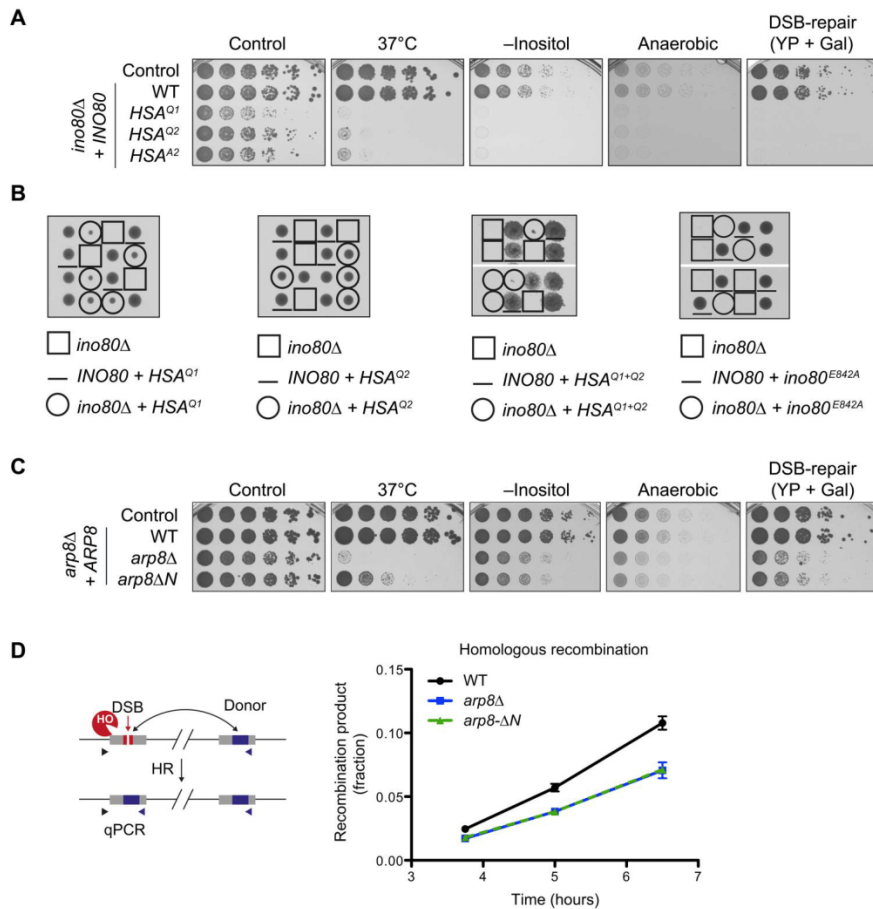 A
Control
37°C
–Inositol
Anaerobic
DSB-repair
(YP + Gal)
ino80Δ
+ INO80
Control
WT
HSA^Q1
HSA^Q2
HSA^A2
B
ino80Δ
INO80 + HSA^Q1
ino80Δ + HSA^Q1
ino80Δ
INO80 + HSA^Q2
ino80Δ + HSA^Q2
ino80Δ
INO80 + HSA^Q1+Q2
ino80Δ + HSA^Q1+Q2
ino80Δ
INO80 + ino80^E842A
ino80Δ + ino80^E842A
C
Control
37°C
–Inositol
Anaerobic
DSB-repair
(YP + Gal)
arp8Δ
+ ARP8
Control
WT
arp8Δ
arp8ΔN
D
HO
DSB
Donor
HR
qPCR
Homologous recombination
WT
arp8Δ
arp8-ΔN
Recombination product
(fraction)
0.15
0.10
0.05
0.00
3
4
5
6
7
Time (hours)